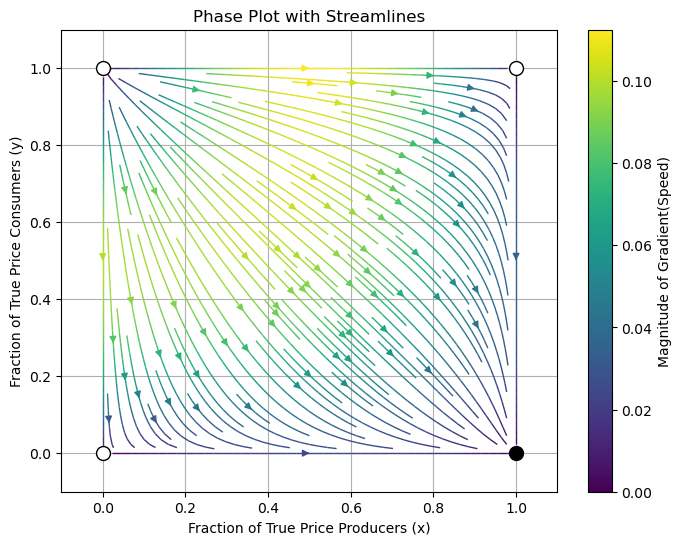 Phase Plot with Streamlines
Fraction of True Price Consumers (y)
1.0
0.8
0.6
0.4
0.2
0.0
0.0 0.2 0.4 0.6 0.8 1.0
Fraction of True Price Producers (x)
0.10
0.08
0.06
0.04
0.02
0.00
Magnitude of Gradient(Speed)